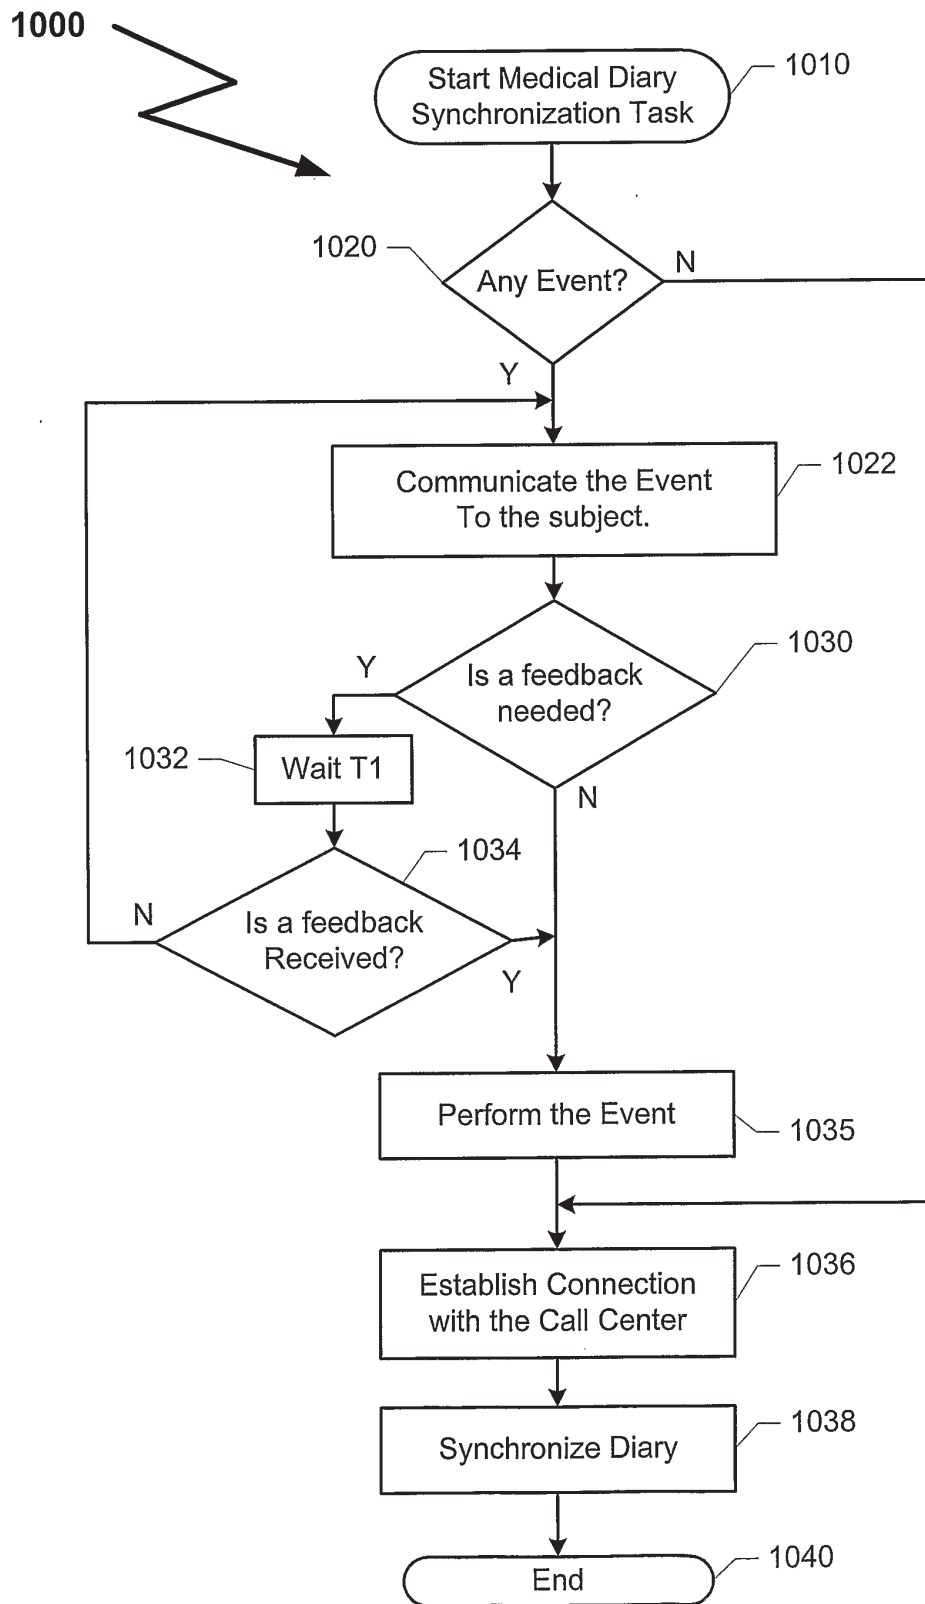 1000
Start Medical Diary
Synchronization Task
1010
1020
Any Event?
N
Y
Communicate the Event
To the subject.
1022
Y
Is a feedback
needed?
1030
1032
Wait T1
N
1034
N
Is a feedback
Received?
Y
Perform the Event
1035
Establish Connection
with the Call Center
1036
Synchronize Diary
1038
End
1040